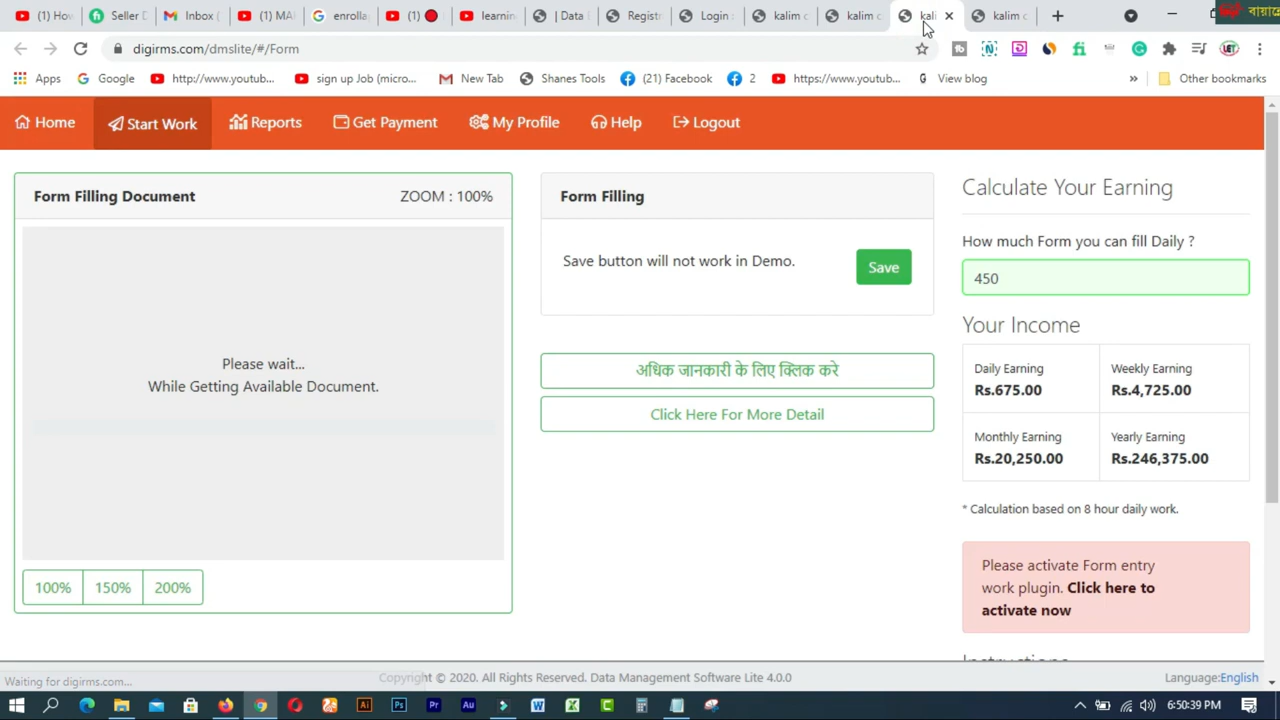 (1) How
Seller D
Inbox (
(1) MA
enrolla
(1)
learnin
Data E
Registr
Login
kalim c
kalim c
kali
kalim c
digirms.com/dmslite/#/Form
Apps
Google
http://www.youtub...
sign up Job (micro...
New Tab
Shanes Tools
(21) Facebook
2
https://www.youtub...
View blog
»
Other bookmarks
Home
Start Work
Reports
Get Payment
My Profile
Help
Logout
Form Filling Document
ZOOM : 100%
Please wait...
While Getting Available Document.
100%
150%
200%
Form Filling
Save button will not work in Demo.
Save
अधिक जानकारी के लिए क्लिक करे
Click Here For More Detail
Calculate Your Earning
How much Form you can fill Daily ?
450
Your Income
Daily Earning
Rs.675.00
Weekly Earning
Rs.4,725.00
Monthly Earning
Rs.20,250.00
Yearly Earning
Rs.246,375.00
* Calculation based on 8 hour daily work.
Please activate Form entry
work plugin. Click here to
activate now
Instructions
Waiting for digirms.com...
Copyright © 2020. All Rights Reserved. Data Management Software Lite 4.0.0
Language:English
6:50:39 PM